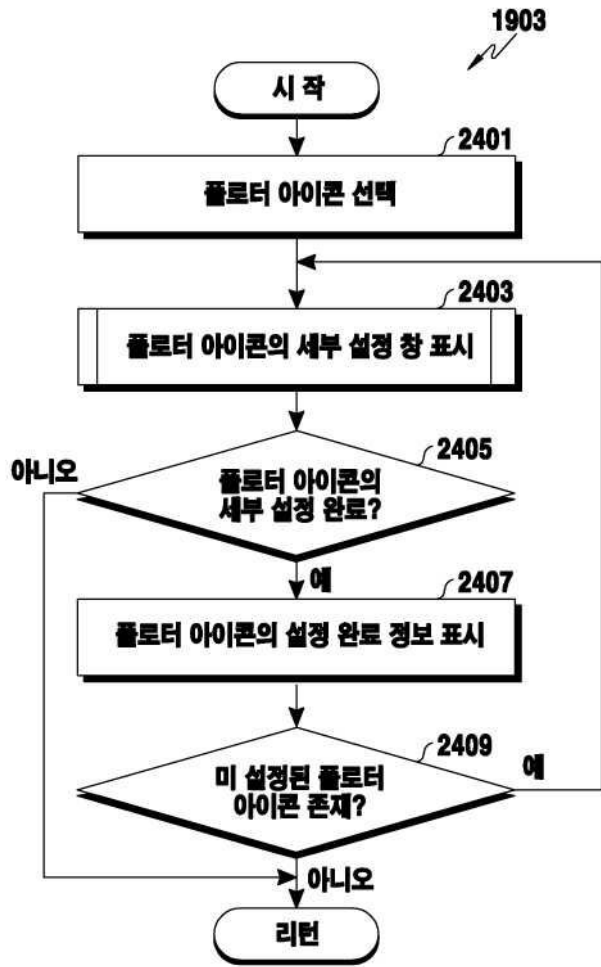 1903
시 작
2401
플로터 아이콘 선택
2403
플로터 아이콘의 세부 설정 창 표시
2405
아니오
플로터 아이콘의
세부 설정 완료?
예
2407
플로터 아이콘의 설정 완료 정보 표시
2409
미 설정된 플로터
아이콘 존재?
예
아니오
리턴